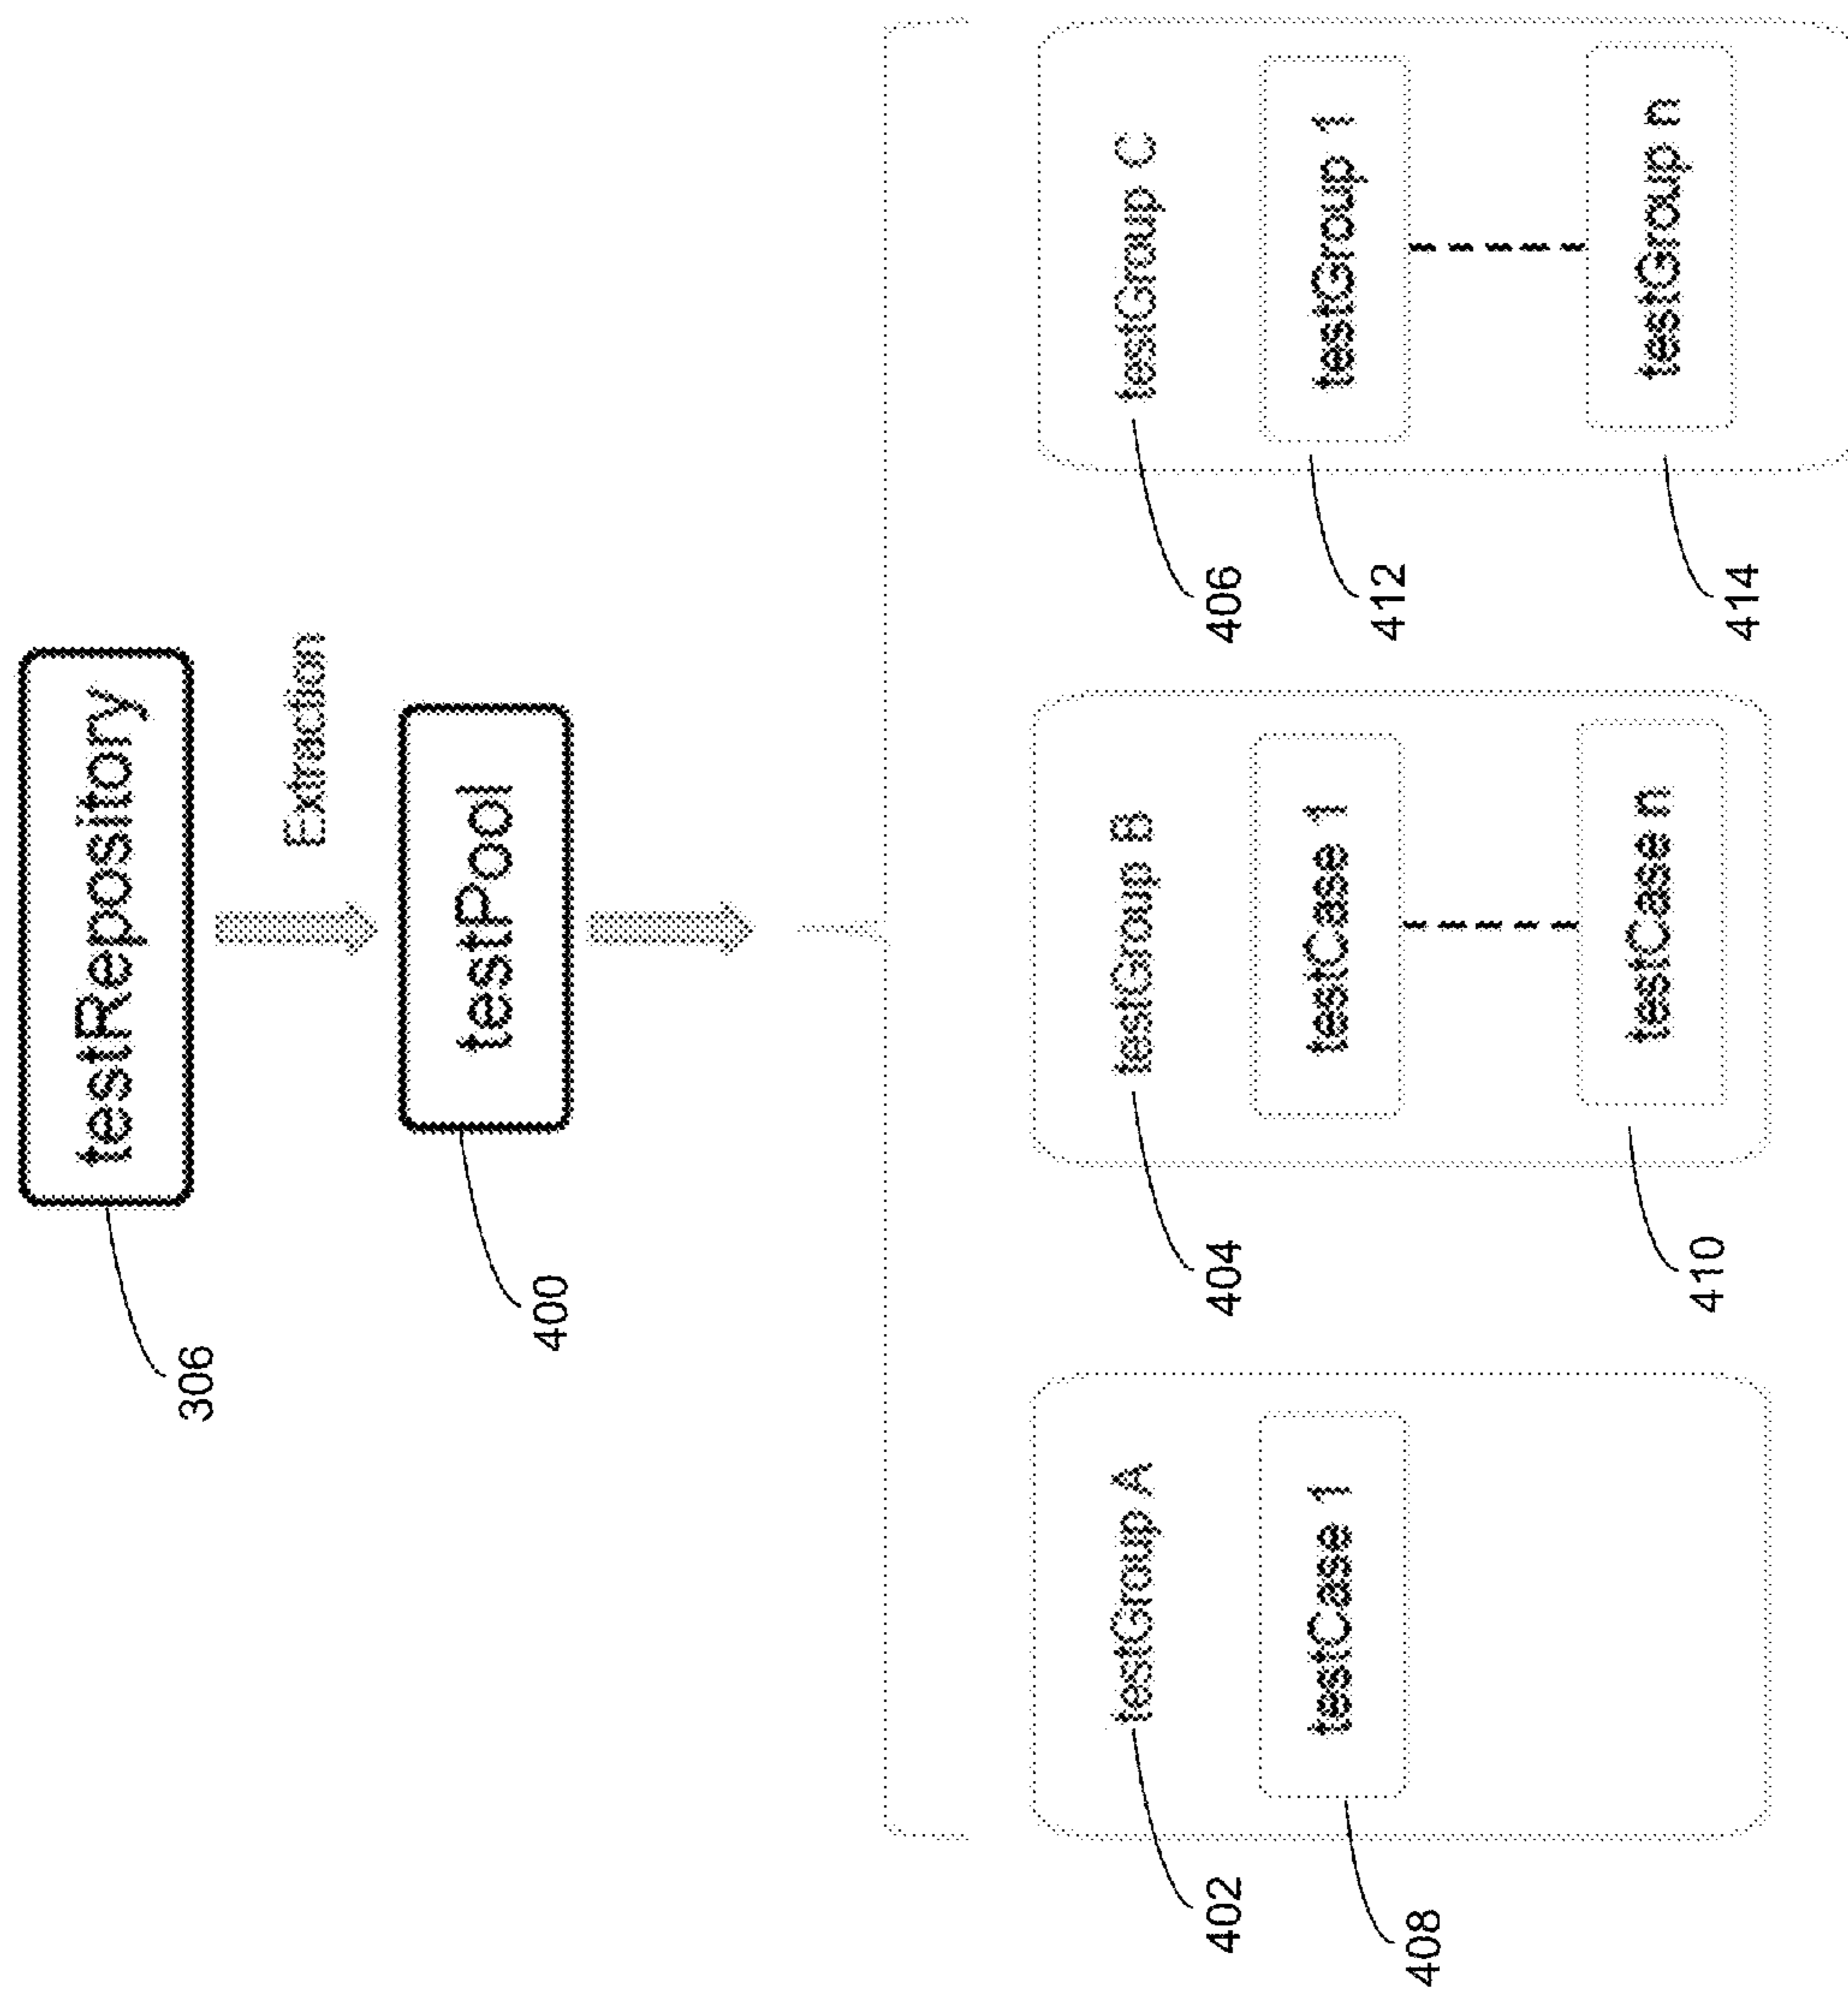 testRepository
306
Extraction
testPool
400
testGroup A
402
testCase 1
408
testGroup B
404
testCase 1
testCase n
410
testGroup C
406
testGroup 1
412
testGroup n
414